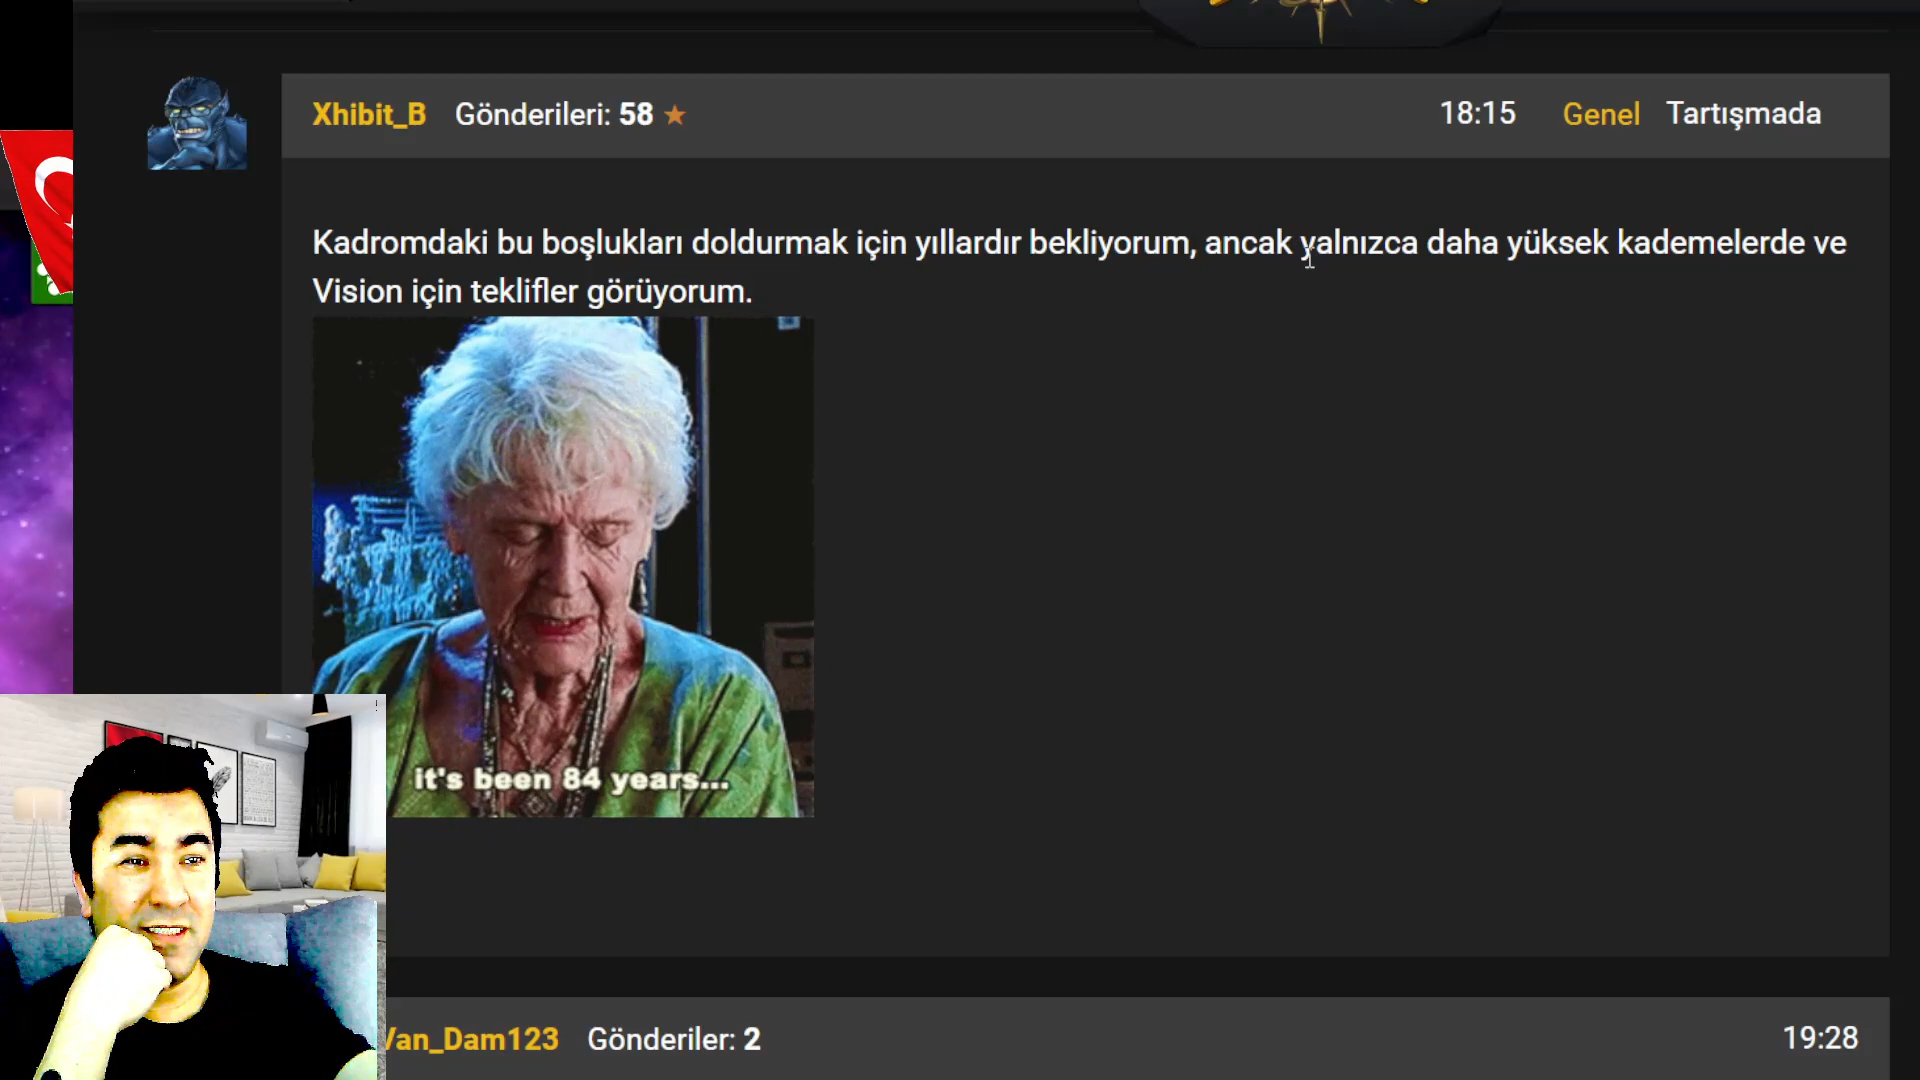 Xhibit_B Gönderileri: 58 18:15 Genel Tartışmada
Kadromdaki bu boşlukları doldurmak için yıllardır bekliyorum, ancak yalnızca daha yüksek kademelerde ve
Vision için teklifler görüyorum.
it's been 84 years...
Van_Dam123 Gönderiler: 2 19:28